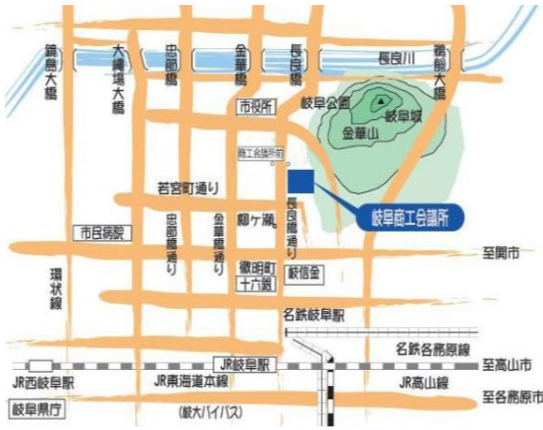 鏡島大橋
大縄場大橋
忠節橋
金華橋
長良橋
長良川
鵜飼大橋
市役所
岐阜公園
岐阜城
金華山
商工会議所前
若宮町通り
柳ヶ瀬
長良橋通り
岐阜商工会議所
市民病院
忠節橋通り
金華橋通り
環状線
徹明町
十六銀
岐信金
至関市
名鉄岐阜駅
名鉄各務原線
JR岐阜駅
至高山市
JR西岐阜駅
JR東海道本線
JR高山線
至各務原市
岐阜県庁
(岐大バイパス)